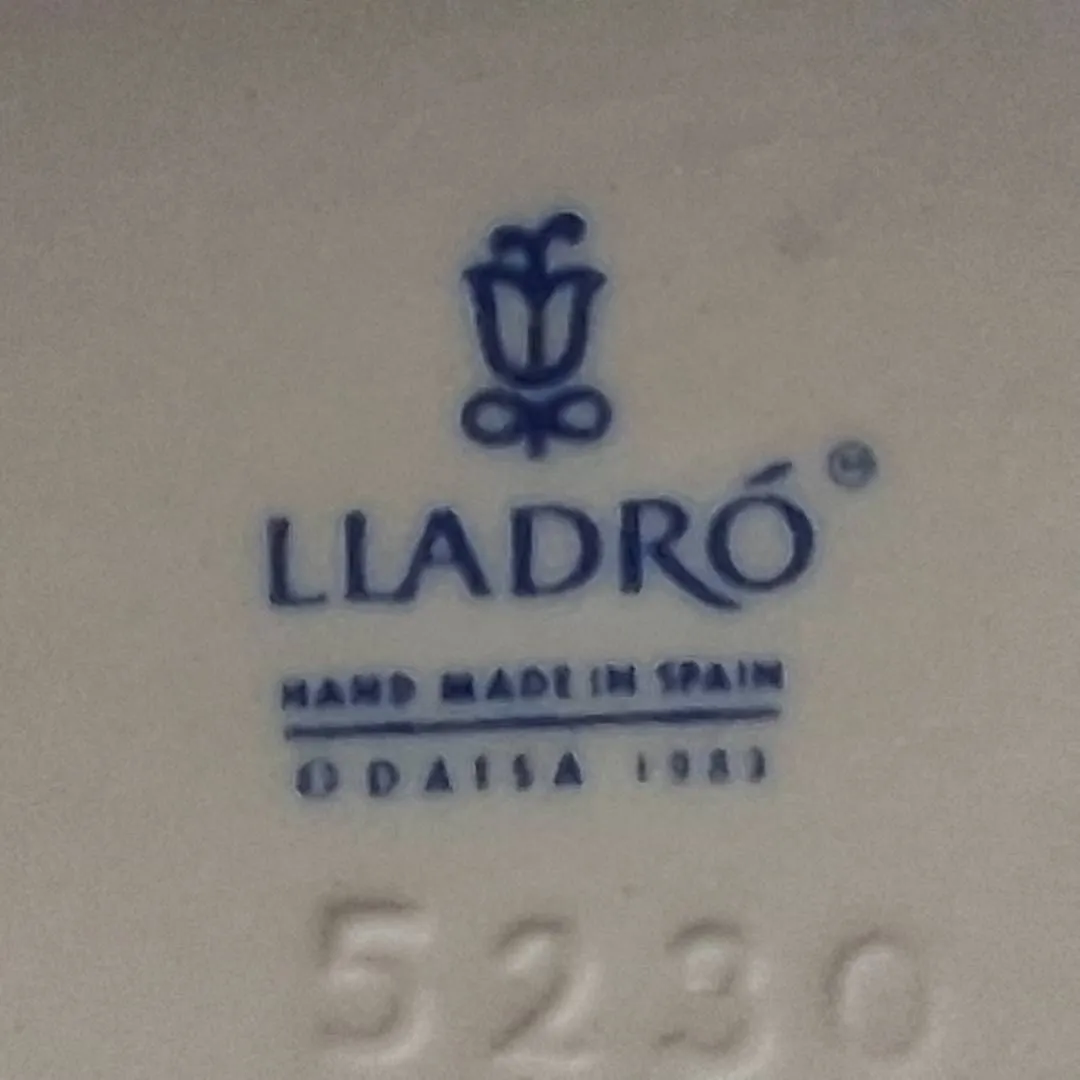 LLADRÓ
HAND MADE IN SPAIN
© DAISA 1983
5230